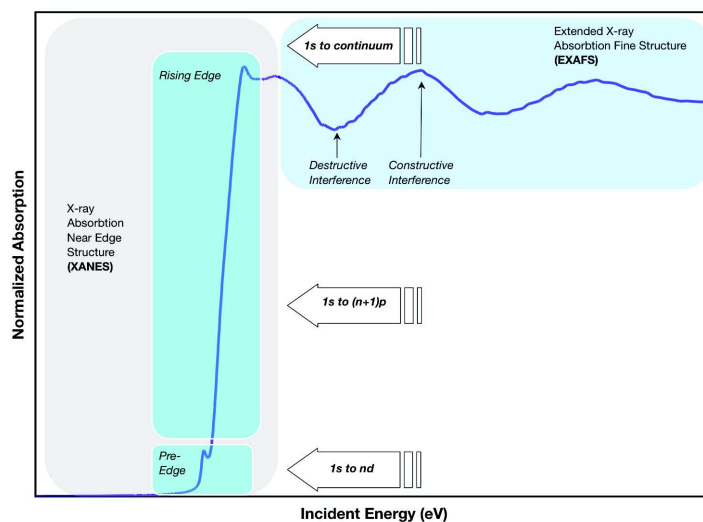 1s to continuum
Extended X-ray
Absorbtion Fine Structure
(EXAFS)
Rising Edge
Destructive
Interference
Constructive
Interference
X-ray
Absorbtion
Near Edge
Structure
(XANES)
1s to (n+1)p
Pre-
Edge
1s to nd
Normalized Absorption
Incident Energy (eV)